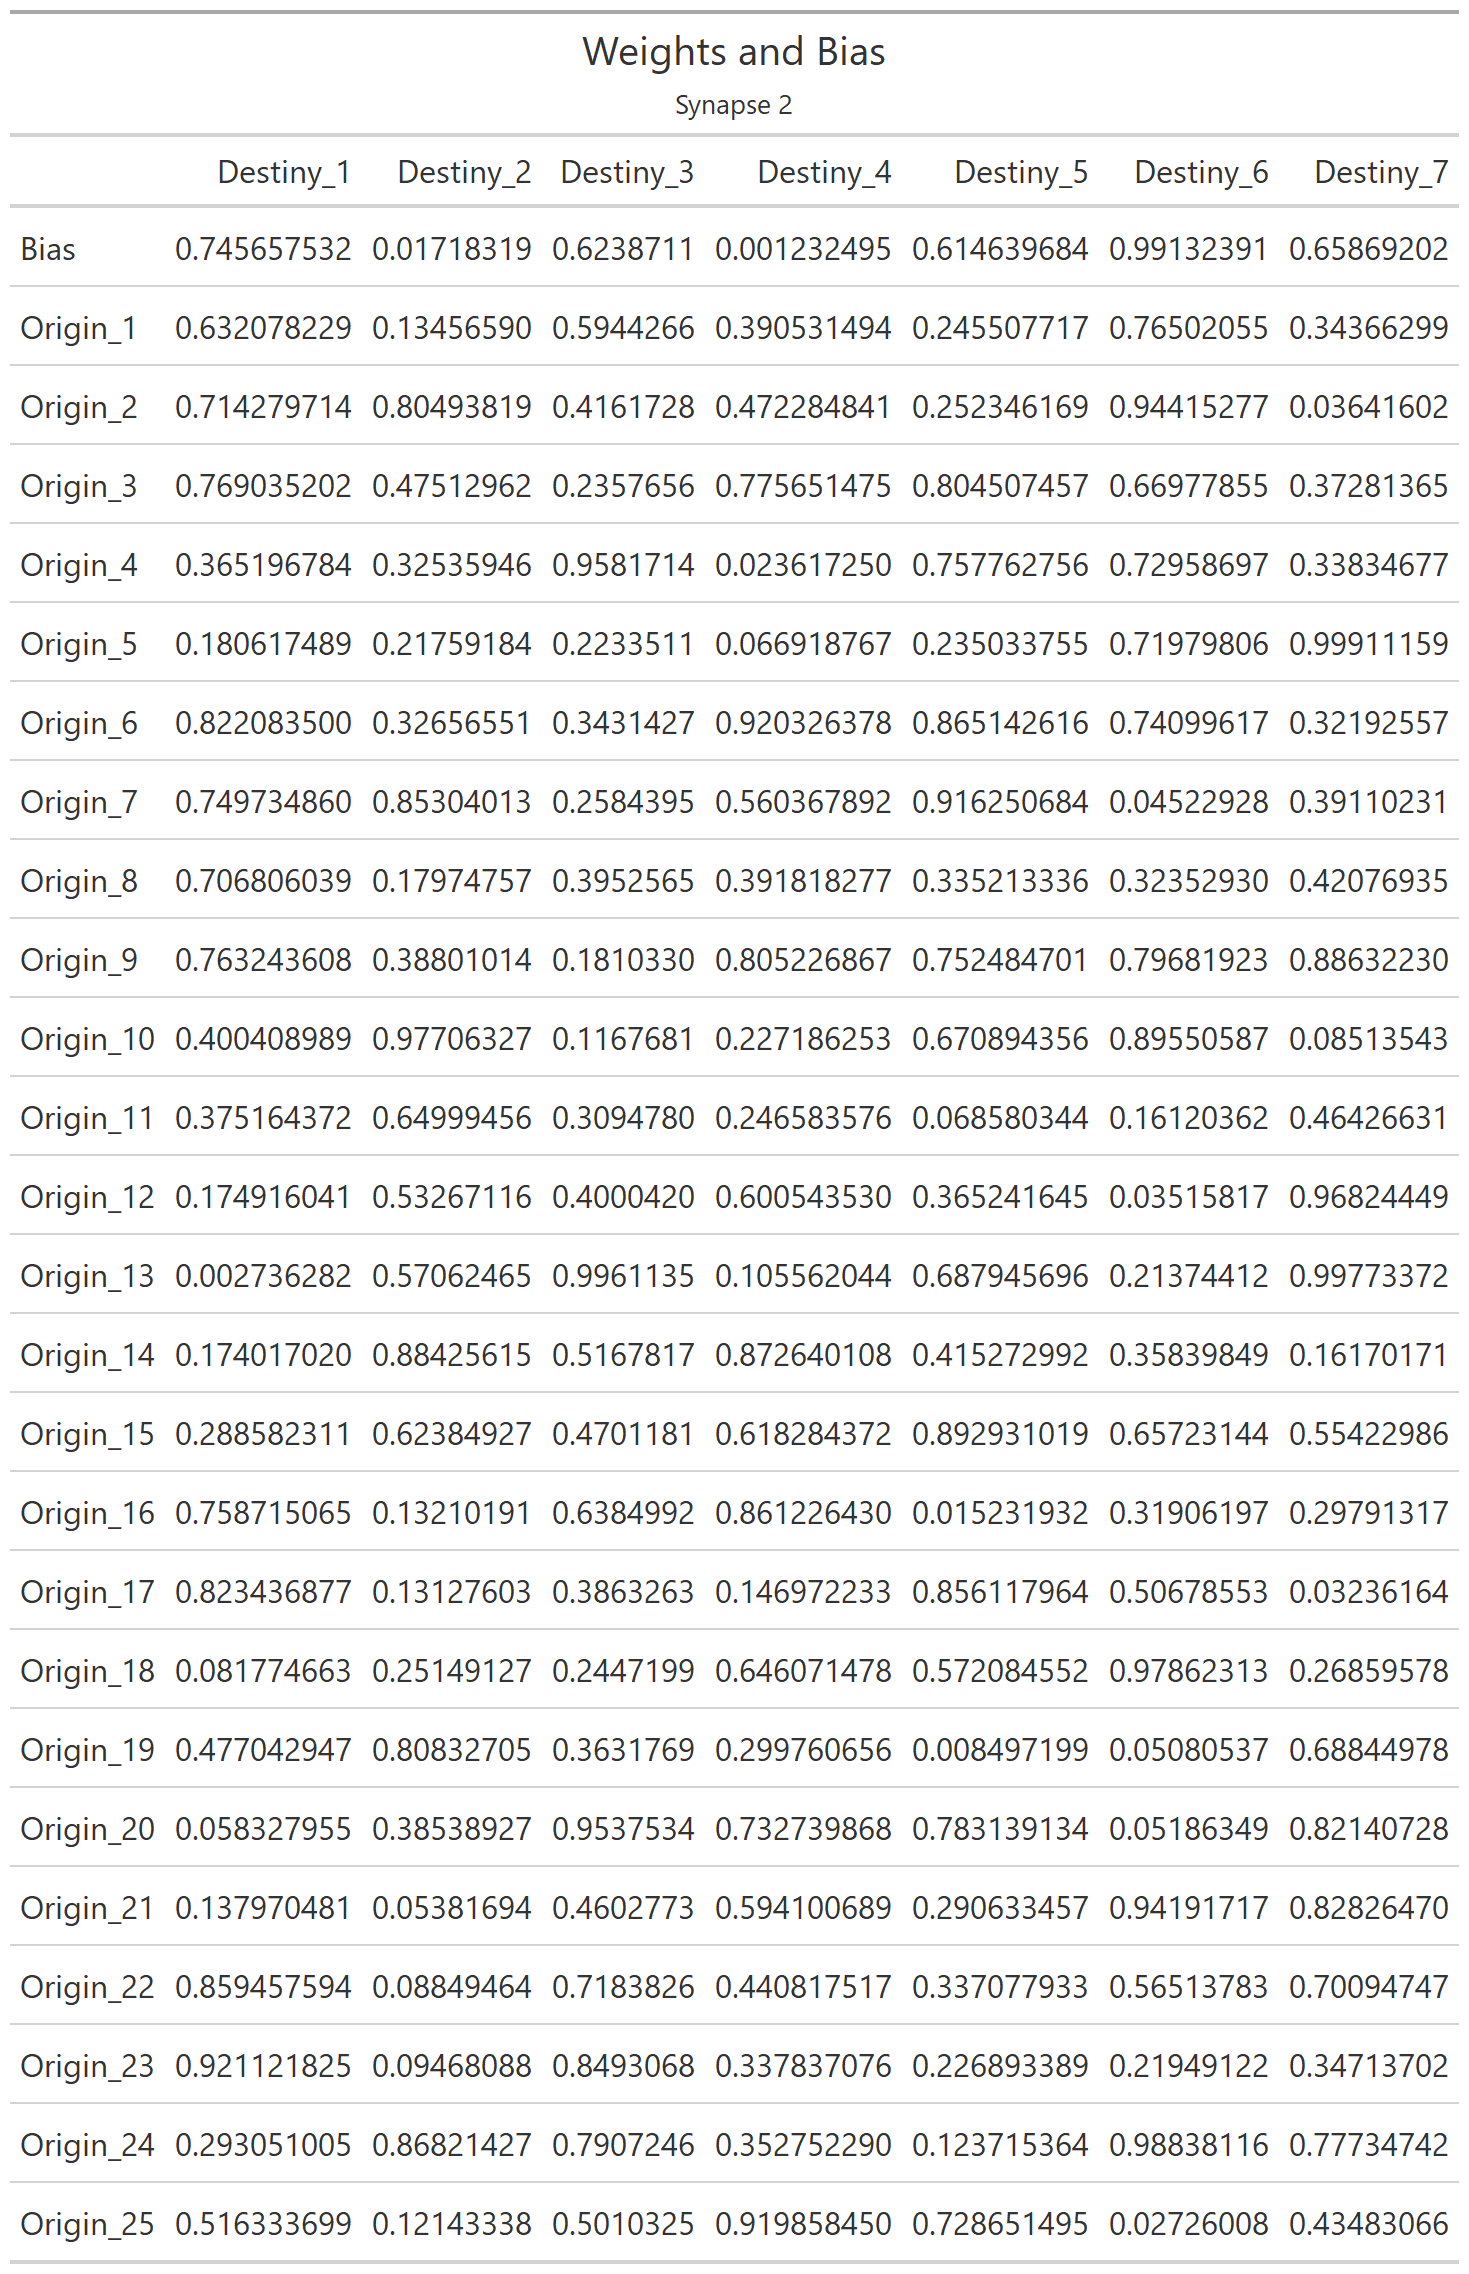 Weights and Bias
Synapse 2
Destiny_1 Destiny_2 Destiny_3 Destiny_4 Destiny_5 Destiny_6 Destiny_7
Bias 0.745657532 0.01718319 0.6238711 0.001232495 0.614639684 0.99132391 0.65869202
Origin_1 0.632078229 0.13456590 0.5944266 0.390531494 0.245507717 0.76502055 0.34366299
Origin_2 0.714279714 0.80493819 0.4161728 0.472284841 0.252346169 0.94415277 0.03641602
Origin_3 0.769035202 0.47512962 0.2357656 0.775651475 0.804507457 0.66977855 0.37281365
Origin_4 0.365196784 0.32535946 0.9581714 0.023617250 0.757762756 0.72958697 0.33834677
Origin_5 0.180617489 0.21759184 0.2233511 0.066918767 0.235033755 0.71979806 0.99911159
Origin_6 0.822083500 0.32656551 0.3431427 0.920326378 0.865142616 0.74099617 0.32192557
Origin_7 0.749734860 0.85304013 0.2584395 0.560367892 0.916250684 0.04522928 0.39110231
Origin_8 0.706806039 0.17974757 0.3952565 0.391818277 0.335213336 0.32352930 0.42076935
Origin_9 0.763243608 0.38801014 0.1810330 0.805226867 0.752484701 0.79681923 0.88632230
Origin_10 0.400408989 0.97706327 0.1167681 0.227186253 0.670894356 0.89550587 0.08513543
Origin_11 0.375164372 0.64999456 0.3094780 0.246583576 0.068580344 0.16120362 0.46426631
Origin_12 0.174916041 0.53267116 0.4000420 0.600543530 0.365241645 0.03515817 0.96824449
Origin_13 0.002736282 0.57062465 0.9961135 0.105562044 0.687945696 0.21374412 0.99773372
Origin_14 0.174017020 0.88425615 0.5167817 0.872640108 0.415272992 0.35839849 0.16170171
Origin_15 0.288582311 0.62384927 0.4701181 0.618284372 0.892931019 0.65723144 0.55422986
Origin_16 0.758715065 0.13210191 0.6384992 0.861226430 0.015231932 0.31906197 0.29791317
Origin_17 0.823436877 0.13127603 0.3863263 0.146972233 0.856117964 0.50678553 0.03236164
Origin_18 0.081774663 0.25149127 0.2447199 0.646071478 0.572084552 0.97862313 0.26859578
Origin_19 0.477042947 0.80832705 0.3631769 0.299760656 0.008497199 0.05080537 0.68844978
Origin_20 0.058327955 0.38538927 0.9537534 0.732739868 0.783139134 0.05186349 0.82140728
Origin_21 0.137970481 0.05381694 0.4602773 0.594100689 0.290633457 0.94191717 0.82826470
Origin_22 0.859457594 0.08849464 0.7183826 0.440817517 0.337077933 0.56513783 0.70094747
Origin_23 0.921121825 0.09468088 0.8493068 0.337837076 0.226893389 0.21949122 0.34713702
Origin_24 0.293051005 0.86821427 0.7907246 0.352752290 0.123715364 0.98838116 0.77734742
Origin_25 0.516333699 0.12143338 0.5010325 0.919858450 0.728651495 0.02726008 0.43483066